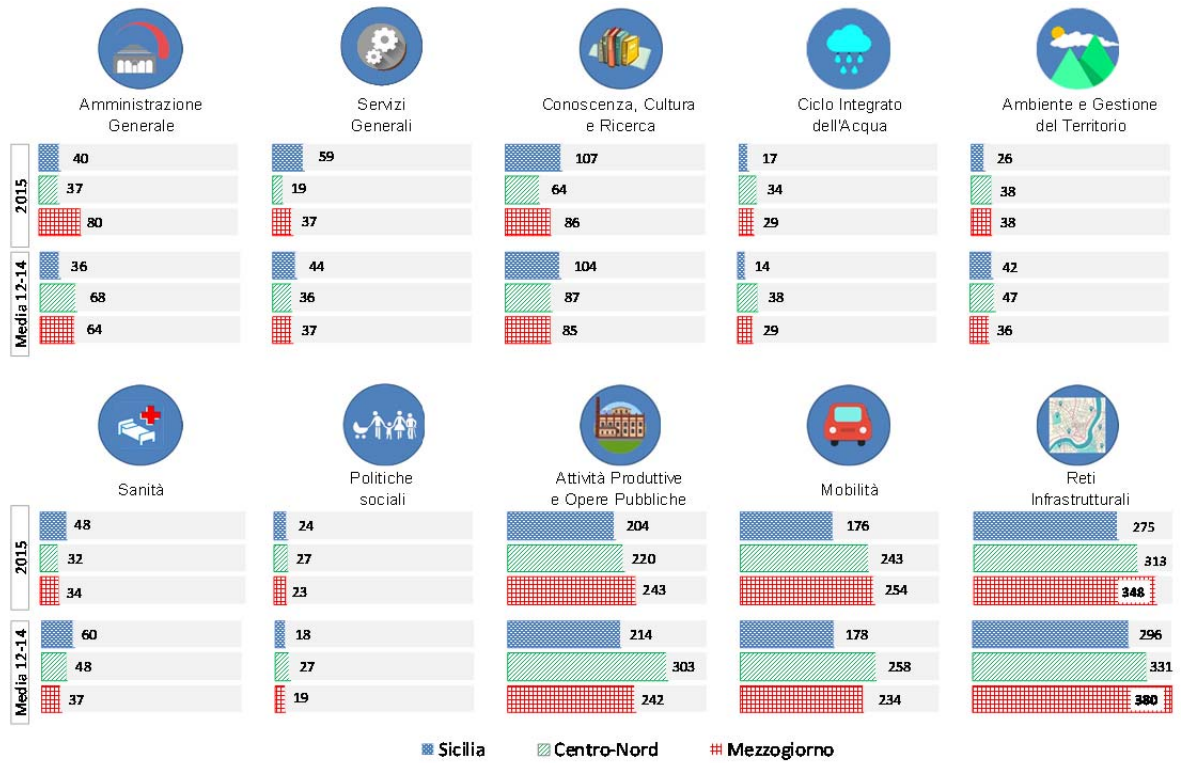 Amministrazione
Generale
Servizi
Generali
Conoscenza, Cultura
e Ricerca
Ciclo Integrato
dell'Acqua
Ambiente e Gestione
del Territorio
2015
40
37
80
59
19
37
107
64
86
17
34
29
26
38
38
Media 12-14
36
68
64
44
36
37
104
87
85
14
38
29
42
47
36
Sanità
Politiche
sociali
Attività Produttive
e Opere Pubbliche
Mobilità
Reti
Infrastrutturali
2015
48
32
34
24
27
23
204
220
243
176
243
254
275
313
348
Media 12-14
60
48
37
18
27
19
214
303
242
178
258
234
296
331
380
Sicilia
Centro-Nord
Mezzogiorno